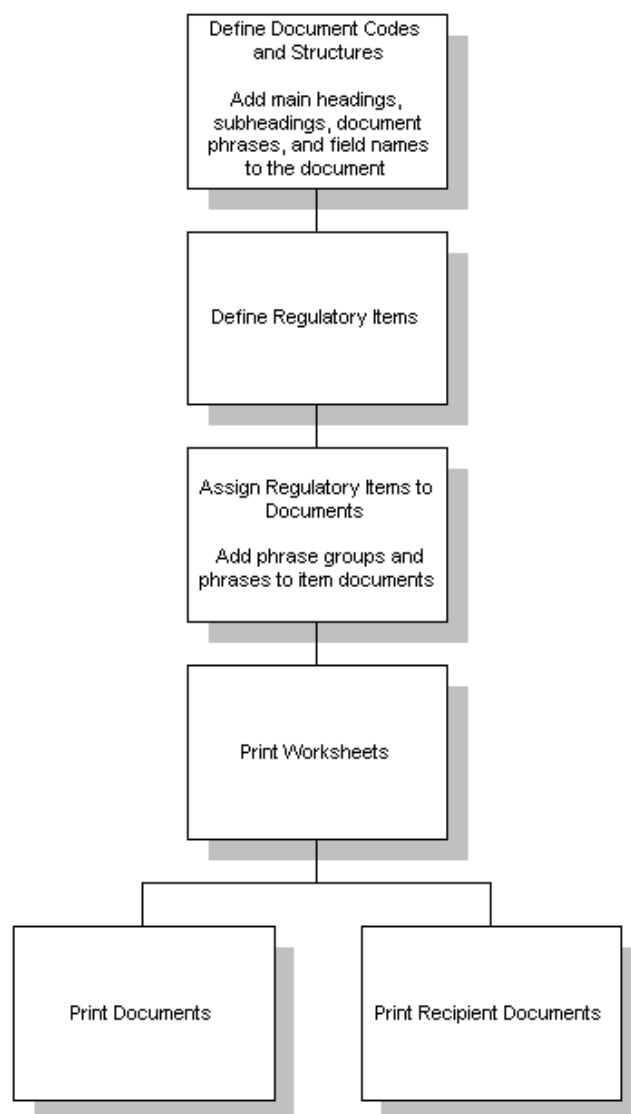 Define Document Codes
and Structures
Add main headings,
subheadings, document
phrases, and field names
to the document
Define Regulatory Items
Assign Regulatory Items to
Documents
Add phrase groups and
phrases to item documents
Print Worksheets
Print Documents
Print Recipient Documents